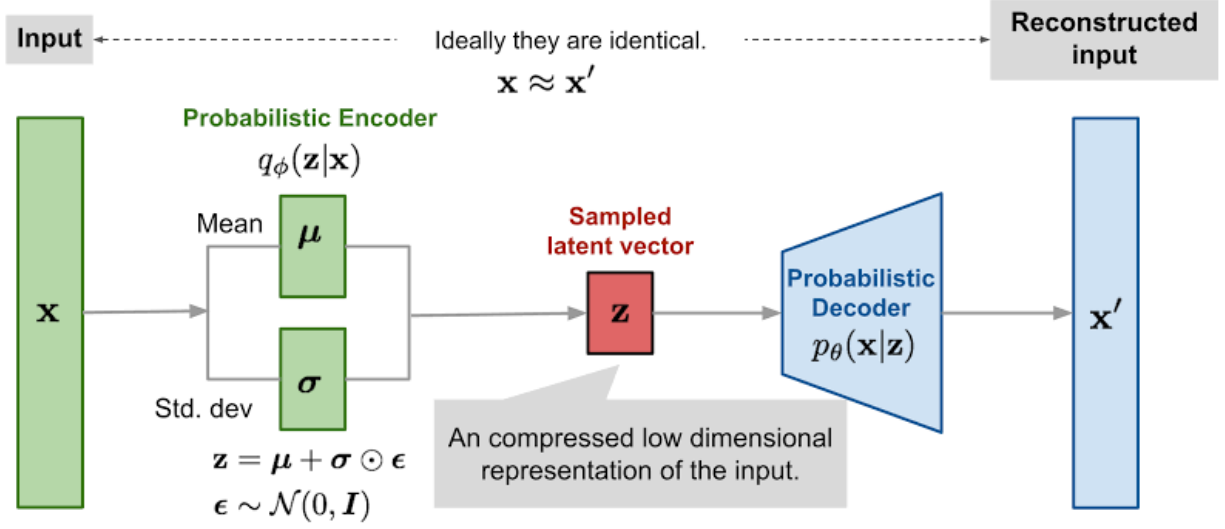 Input
Ideally they are identical.
x ≈ x′
Reconstructed
input
Probabilistic Encoder
qϕ(z|x)
Mean
μ
x
σ
Std. dev
z = μ + σ ⊙ ϵ
ϵ ∼ 𝒩(0, I)
Sampled
latent vector
z
An compressed low dimensional
representation of the input.
Probabilistic
Decoder
pθ(x|z)
x′